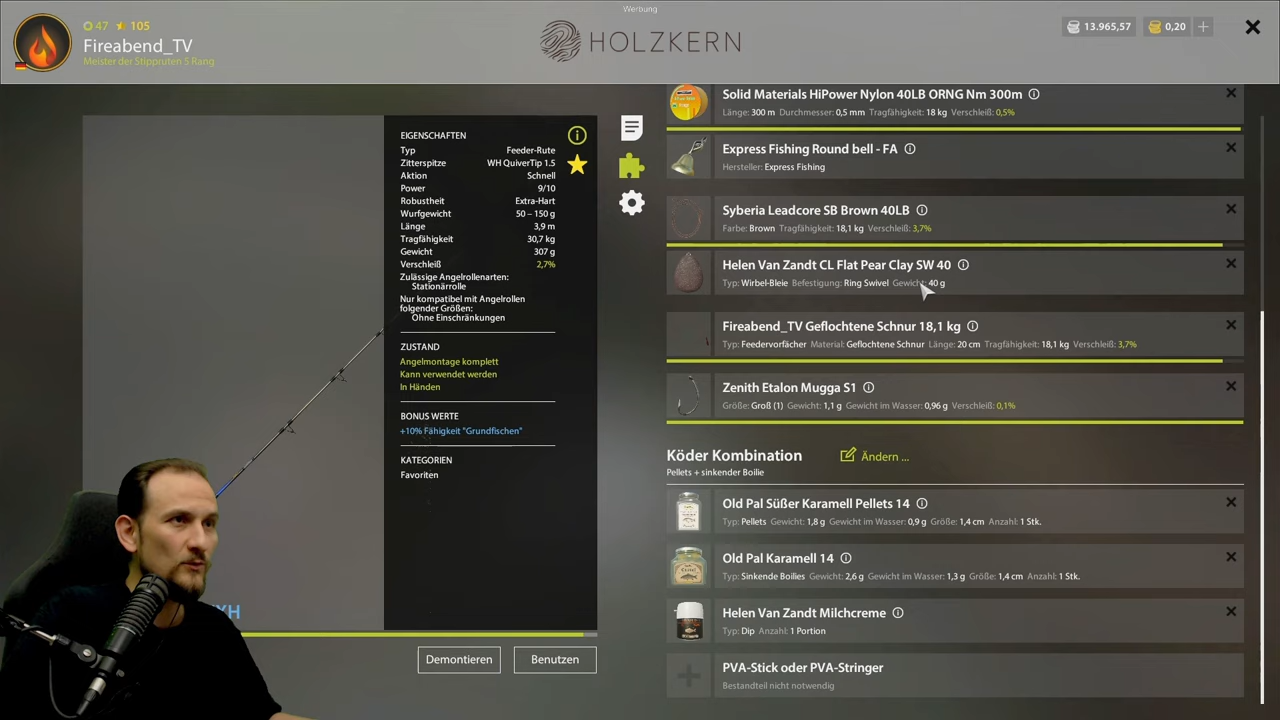 Werbung
47 105
Fireabend_TV
Meister der Stippruten 5 Rang
HOLZKERN
13.965,57
0,20
EIGENSCHAFTEN
Typ Feeder-Rute
Zitterspitze WH QuiverTip 1.5
Aktion Schnell
Power 9/10
Robustheit Extra-Hart
Wurfgewicht 50 – 150 g
Länge 3,9 m
Tragfähigkeit 30,7 kg
Gewicht 307 g
Verschleiß 2,7%
Zulässige Angelrollenarten:
Stationärrolle
Nur kompatibel mit Angelrollen
folgender Größen:
Ohne Einschränkungen
ZUSTAND
Angelmontage komplett
Kann verwendet werden
In Händen
BONUS WERTE
+10% Fähigkeit "Grundfischen"
KATEGORIEN
Favoriten
Demontieren
Benutzen
Solid Materials HiPower Nylon 40LB ORNG Nm 300m
Länge: 300 m Durchmesser: 0,5 mm Tragfähigkeit: 18 kg Verschleiß: 0,5%
Express Fishing Round bell - FA
Hersteller: Express Fishing
Syberia Leadcore SB Brown 40LB
Farbe: Brown Tragfähigkeit: 18,1 kg Verschleiß: 3,7%
Helen Van Zandt CL Flat Pear Clay SW 40
Typ: Wirbel-Bleie Befestigung: Ring Swivel Gewicht: 40 g
Fireabend_TV Geflochtene Schnur 18,1 kg
Typ: Feedervorfächer Material: Geflochtene Schnur Länge: 20 cm Tragfähigkeit: 18,1 kg Verschleiß: 3,7%
Zenith Etalon Mugga S1
Größe: Groß (1) Gewicht: 1,1 g Gewicht im Wasser: 0,96 g Verschleiß: 0,1%
Köder Kombination
Ändern ...
Pellets + sinkender Boilie
Old Pal Süßer Karamell Pellets 14
Typ: Pellets Gewicht: 1,8 g Gewicht im Wasser: 0,9 g Größe: 1,4 cm Anzahl: 1 Stk.
Old Pal Karamell 14
Typ: Sinkende Boilies Gewicht: 2,6 g Gewicht im Wasser: 1,3 g Größe: 1,4 cm Anzahl: 1 Stk.
Helen Van Zandt Milchcreme
Typ: Dip Anzahl: 1 Portion
PVA-Stick oder PVA-Stringer
Bestandteil nicht notwendig